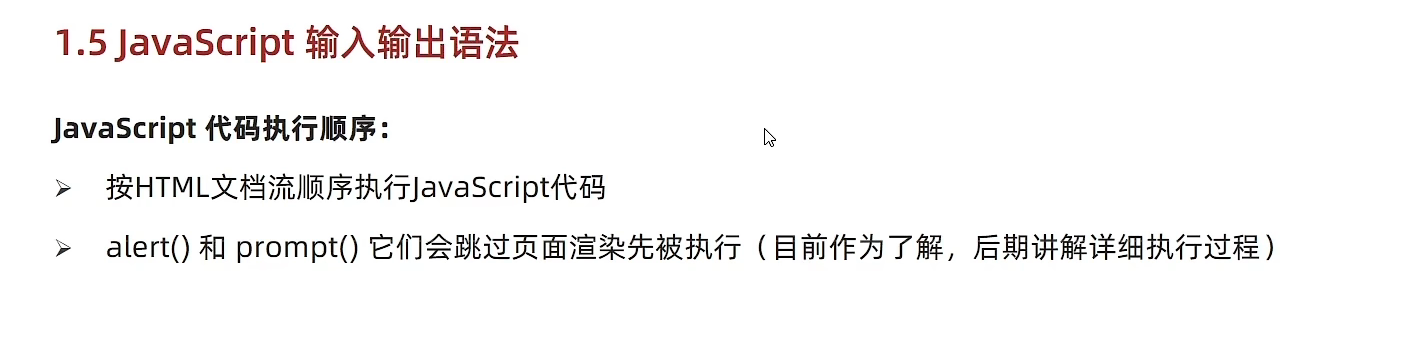 1.5 JavaScript 输入输出语法
JavaScript 代码执行顺序：
➢ 按HTML文档流顺序执行JavaScript代码
➢ alert() 和 prompt() 它们会跳过页面渲染先被执行（目前作为了解，后期讲解详细执行过程）